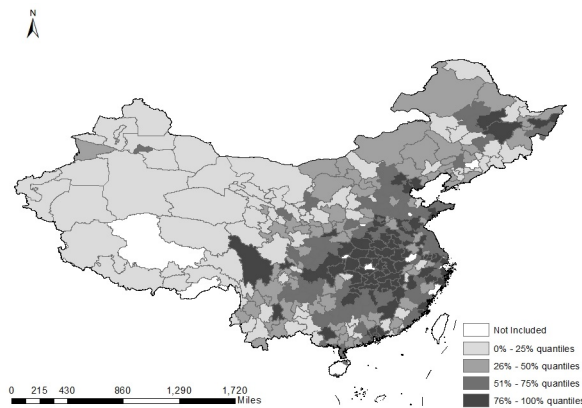 N
Not Included
0% - 25% quantiles
26% - 50% quantiles
51% - 75% quantiles
76% - 100% quantiles
0 215 430 860 1,290 1,720
Miles